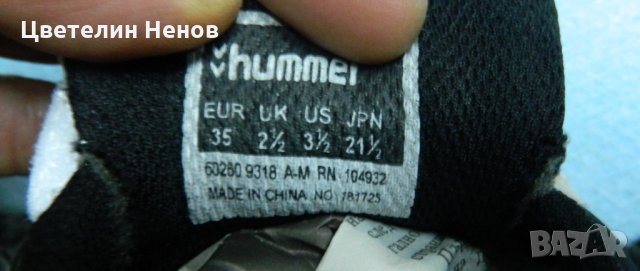 Цветелин Ненов
hummel
EUR UK US JPN
35 2½ 3½ 21½
60280 9318 A-M RN 104932
MADE IN CHINA NO 181725
BAZAR